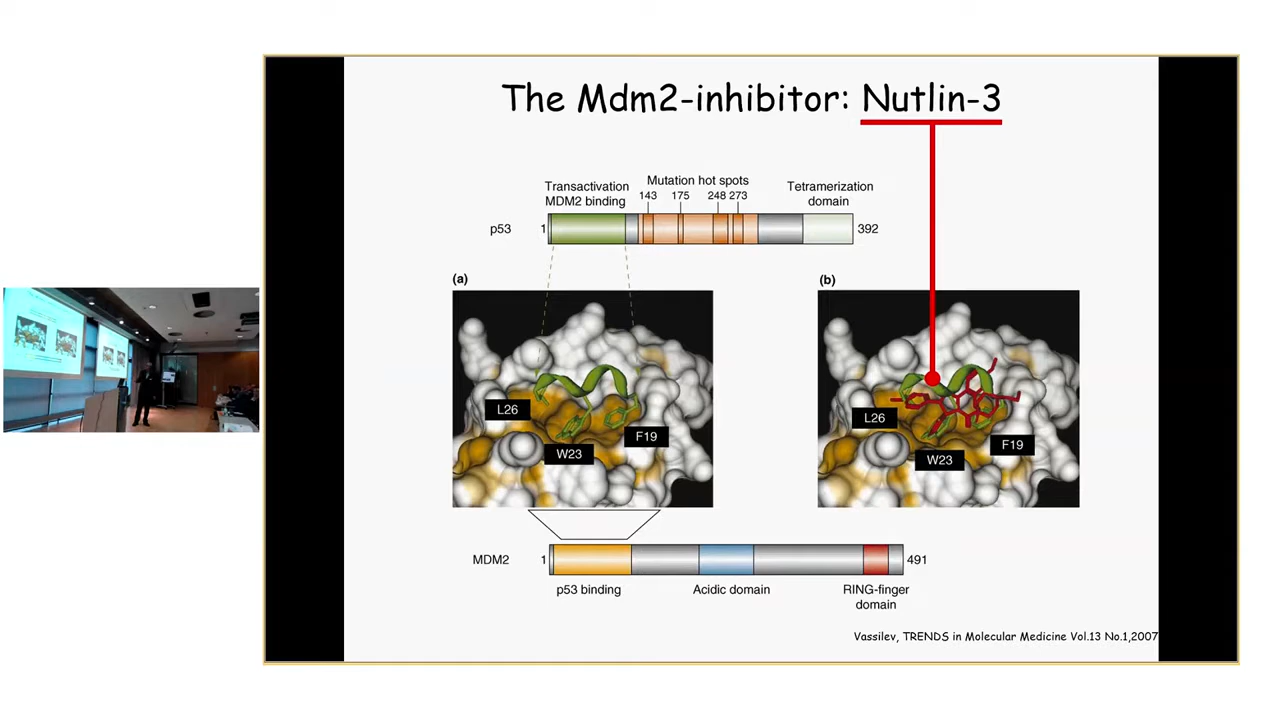 The Mdm2-inhibitor: Nutlin-3
Transactivation
MDM2 binding
Mutation hot spots
143 175 248 273
Tetramerization
domain
p53 1 392
(a)
(b)
L26
W23
F19
L26
W23
F19
MDM2 1 491
p53 binding
Acidic domain
RING-finger
domain
Vassilev, TRENDS in Molecular Medicine Vol.13 No.1,2007